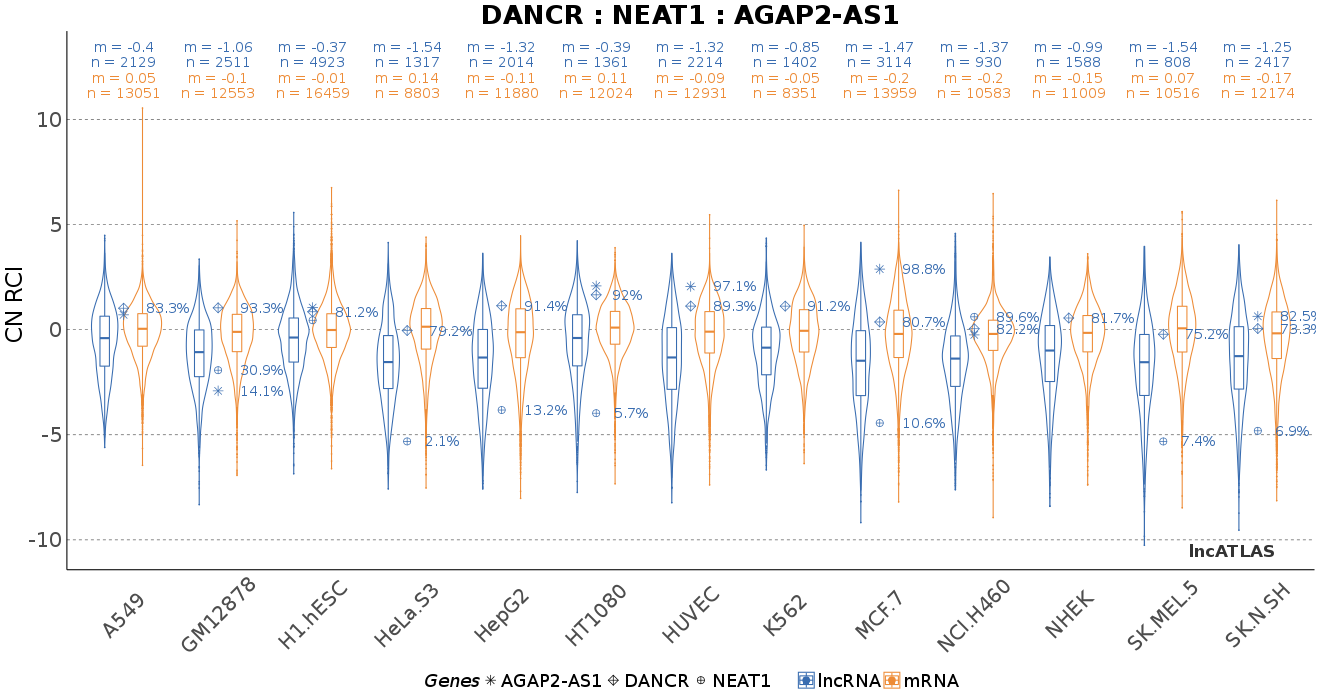 DANCR : NEAT1 : AGAP2-AS1
m = -0.4 m = -1.06 m = -0.37 m = -1.54 m = -1.32 m = -0.39 m = -1.32 m = -0.85 m = -1.47 m = -1.37 m = -0.99 m = -1.54 m = -1.25
n = 2129 n = 2511 n = 4923 n = 1317 n = 2014 n = 1361 n = 2214 n = 1402 n = 3114 n = 930 n = 1588 n = 808 n = 2417
m = 0.05 m = -0.1 m = -0.01 m = 0.14 m = -0.11 m = 0.11 m = -0.09 m = -0.05 m = -0.2 m = -0.2 m = -0.15 m = 0.07 m = -0.17
n = 13051 n = 12553 n = 16459 n = 8803 n = 11880 n = 12024 n = 12931 n = 8351 n = 13959 n = 10583 n = 11009 n = 10516 n = 12174
10
5
98.8%
97.1%
92%
83.3% 93.3% 91.4% 89.3% 91.2%
81.2% 89.6% 81.7% 82.5%
80.7%
0
79.2% 82.2% 75.2% 73.3%
CN RCI
30.9%
14.1%
13.2% 5.7%
10.6%
-5
2.1% 7.4% 6.9%
-10
lncATLAS
A549 GM12878 H1.hESC HeLa.S3 HepG2 HT1080 HUVEC K562 MCF.7 NCI.H460 NHEK SK.MEL.5 SK.N.SH
Genes AGAP2-AS1 DANCR NEAT1 lncRNA mRNA